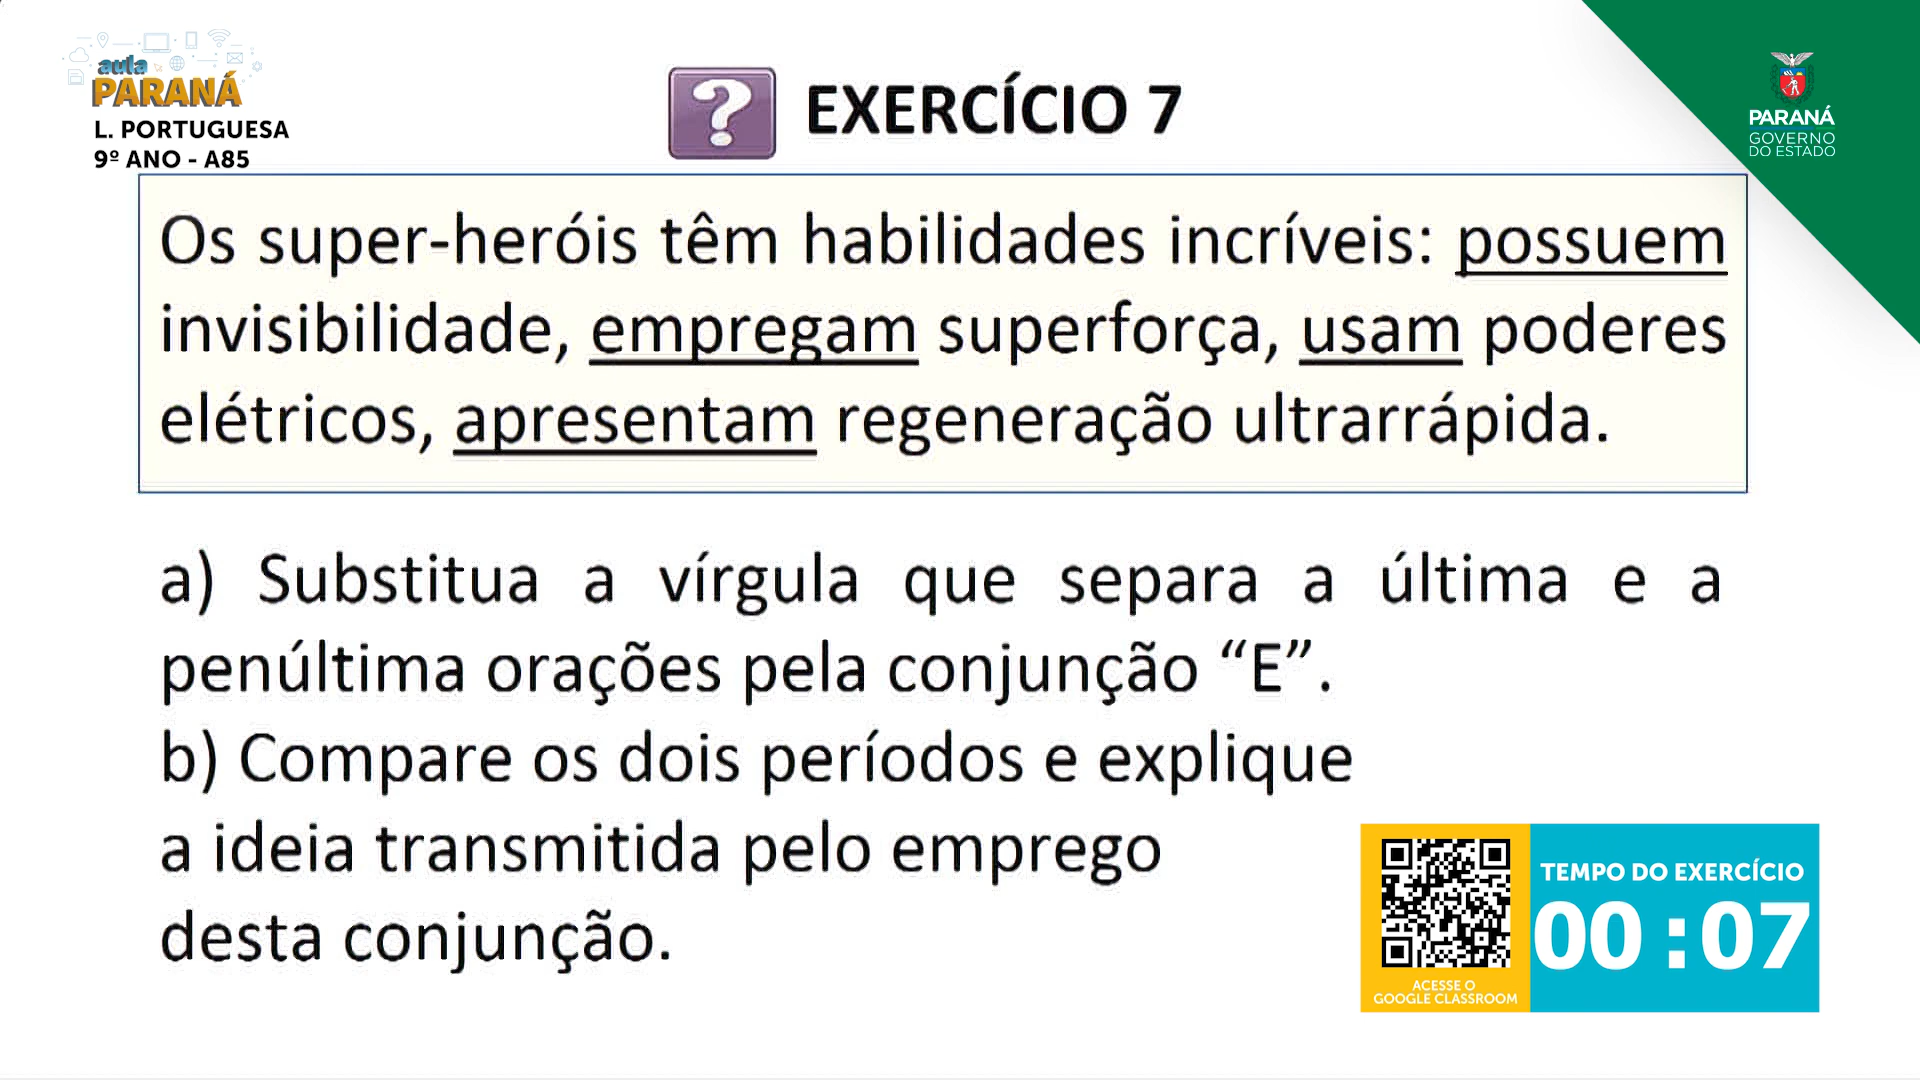 aula
PARANÁ
L. PORTUGUESA
9º ANO - A85
EXERCÍCIO 7
PARANÁ
GOVERNO
DO ESTADO
Os super-heróis têm habilidades incríveis: possuem
invisibilidade, empregam superforça, usam poderes
elétricos, apresentam regeneração ultrarrápida.
a) Substitua a vírgula que separa a última e a
penúltima orações pela conjunção “E”.
b) Compare os dois períodos e explique
a ideia transmitida pelo emprego
desta conjunção.
ACESSE O
GOOGLE CLASSROOM
TEMPO DO EXERCÍCIO
00 : 07